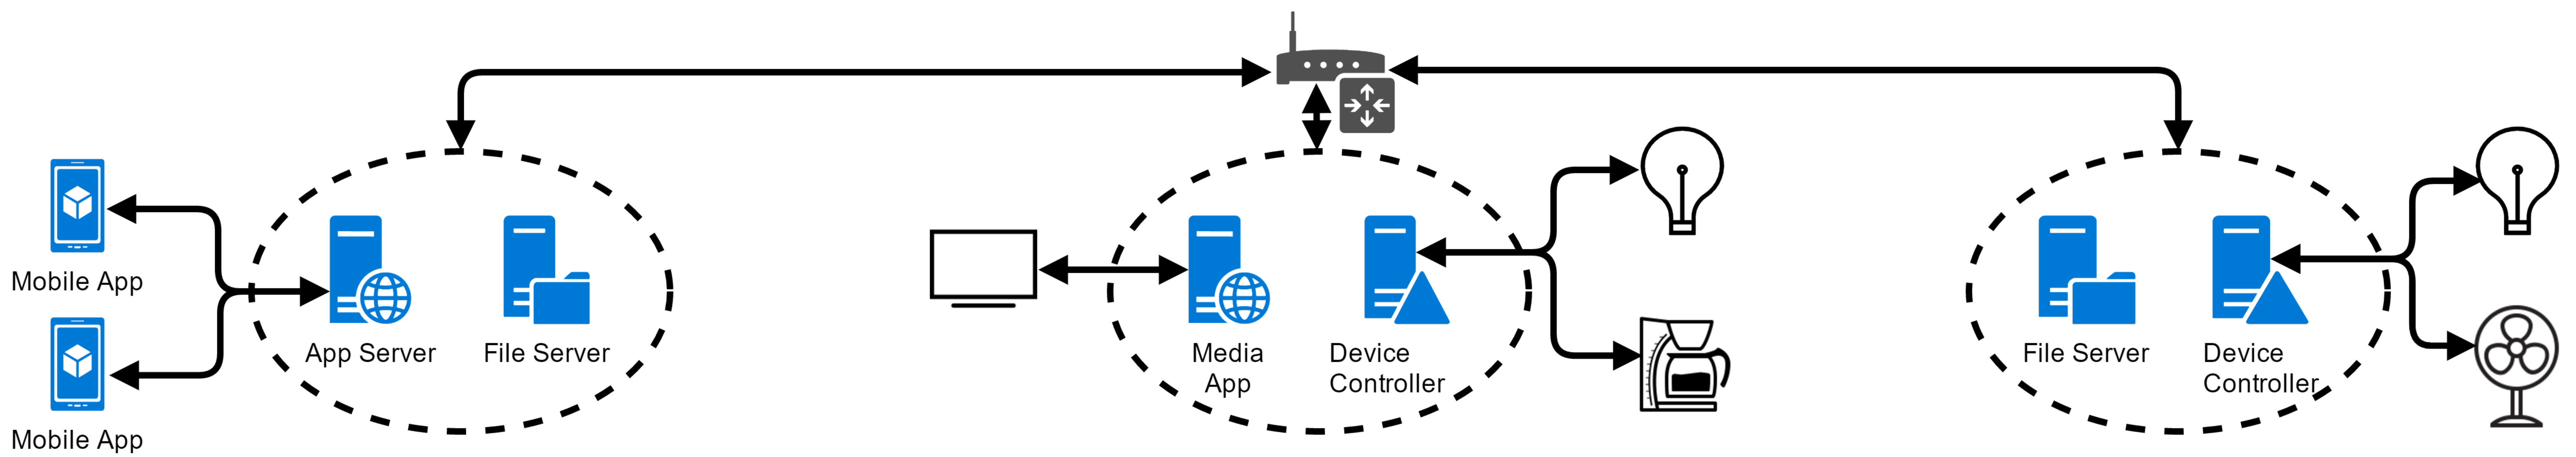 Mobile App
Mobile App
App Server
File Server
Media
App
Device
Controller
File Server
Device
Controller